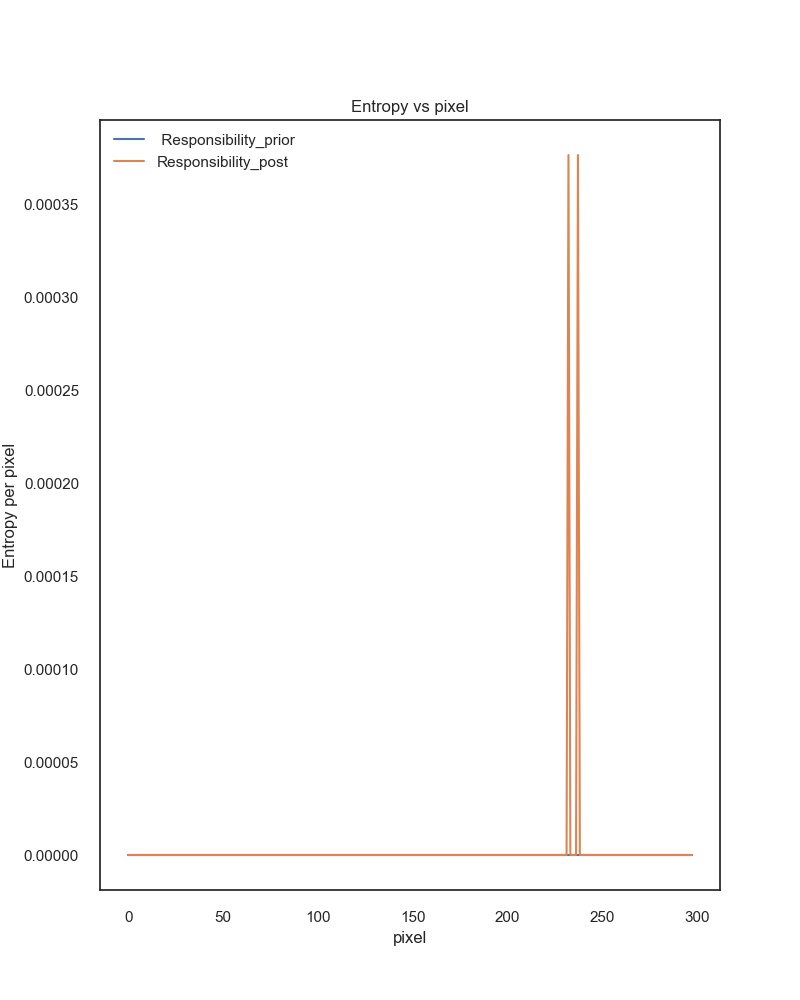 Entropy vs pixel
Responsibility_prior
Responsibility_post
0.00035
0.00030
0.00025
0.00020
0.00015
0.00010
0.00005
0.00000
Entropy per pixel
0 50 100 150 200 250 300
pixel